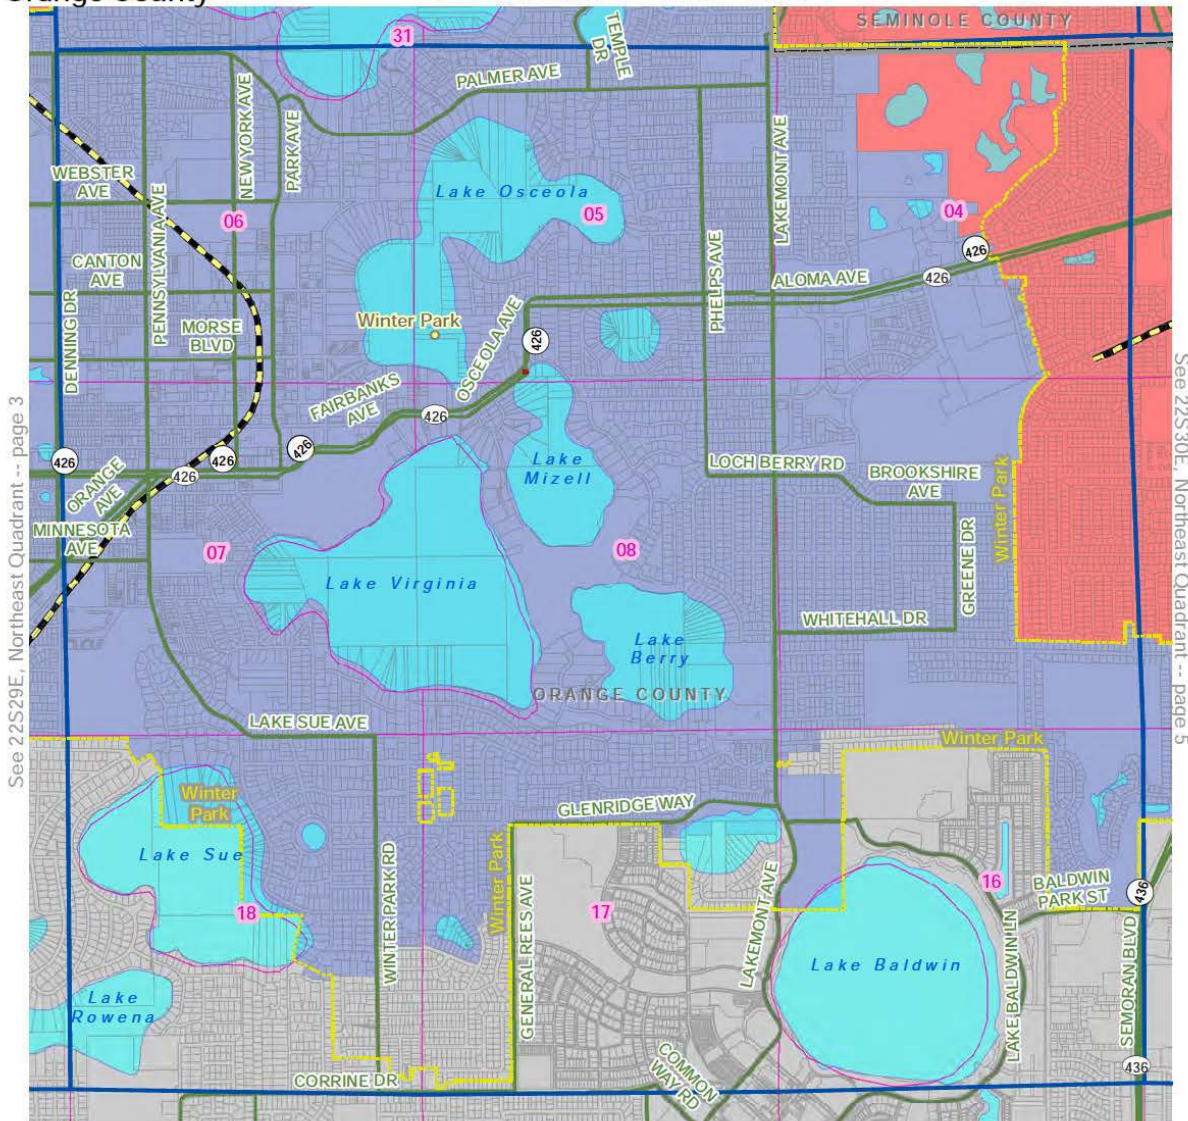 Orange County
SEMINOLE COUNTY
31
TEMPLE
DR
PALMER AVE
NEW YORK AVE
PARK AVE
LAKEMONT AVE
WEBSTER
AVE
PENNSYLVANIA AVE
Lake Osceola
05
04
06
PHELPS AVE
426
CANTON
AVE
ALOMA AVE
426
DENNING DR
MORSE
BLVD
Winter Park
OSCEOLA AVE
426
FAIRBANKS
AVE
426
See 22S29E, Northeast Quadrant -- page 3
See 22S30E, Northeast Quadrant -- page 5
426
426
426
426
ORANGE
AVE
Lake
Mizell
LOCH BERRY RD
BROOKSHIRE
AVE
Winter Park
MINNESOTA
AVE
07
08
GREENE DR
Lake Virginia
WHITEHALL DR
Lake
Berry
ORANGE COUNTY
LAKE SUE AVE
Winter Park
Winter
Park
GLENRIDGE WAY
Lake Sue
WINTER PARK RD
Winter Park
GENERAL REES AVE
LAKEMONT AVE
16
BALDWIN
PARK ST
436
18
17
Lake Baldwin
LAKE BALDWIN LN
SEMORAN BLVD
Lake
Rowena
CORRINE DR
COMMON
WAY RD
436